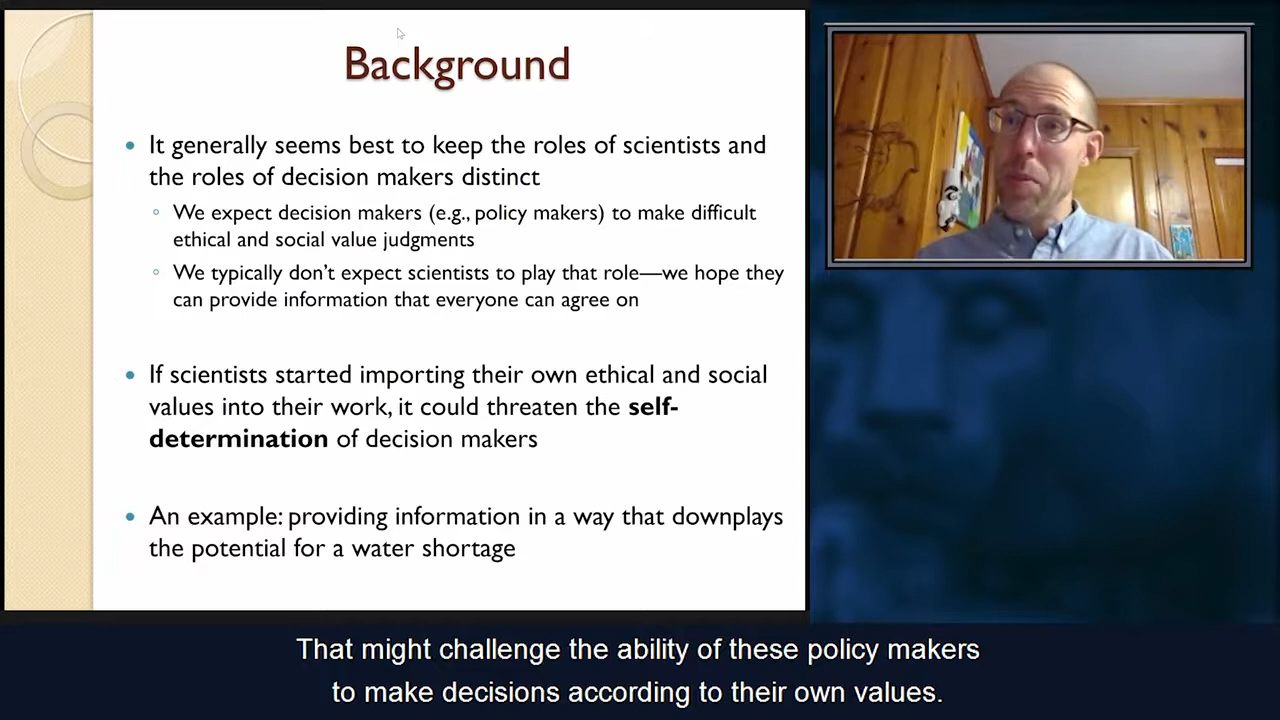 Background
• It generally seems best to keep the roles of scientists and
the roles of decision makers distinct
◦ We expect decision makers (e.g., policy makers) to make difficult
ethical and social value judgments
◦ We typically don’t expect scientists to play that role—we hope they
can provide information that everyone can agree on
• If scientists started importing their own ethical and social
values into their work, it could threaten the self-
determination of decision makers
• An example: providing information in a way that downplays
the potential for a water shortage
That might challenge the ability of these policy makers
to make decisions according to their own values.